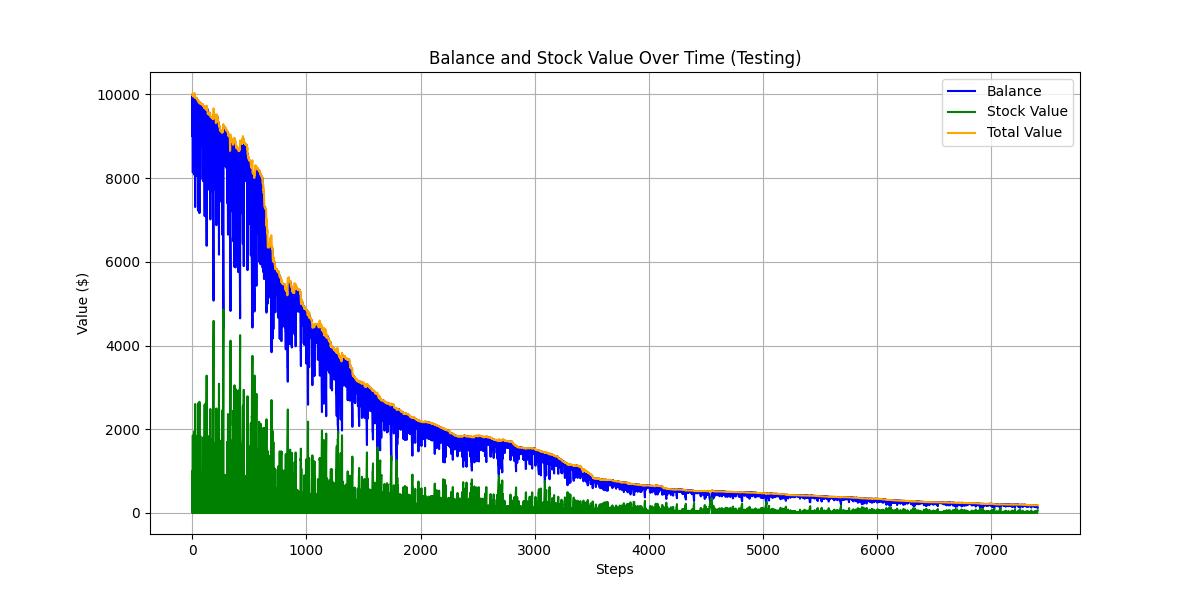 Balance and Stock Value Over Time (Testing)
Balance
Stock Value
Total Value
Value ($)
10000
8000
6000
4000
2000
0
0 1000 2000 3000 4000 5000 6000 7000
Steps